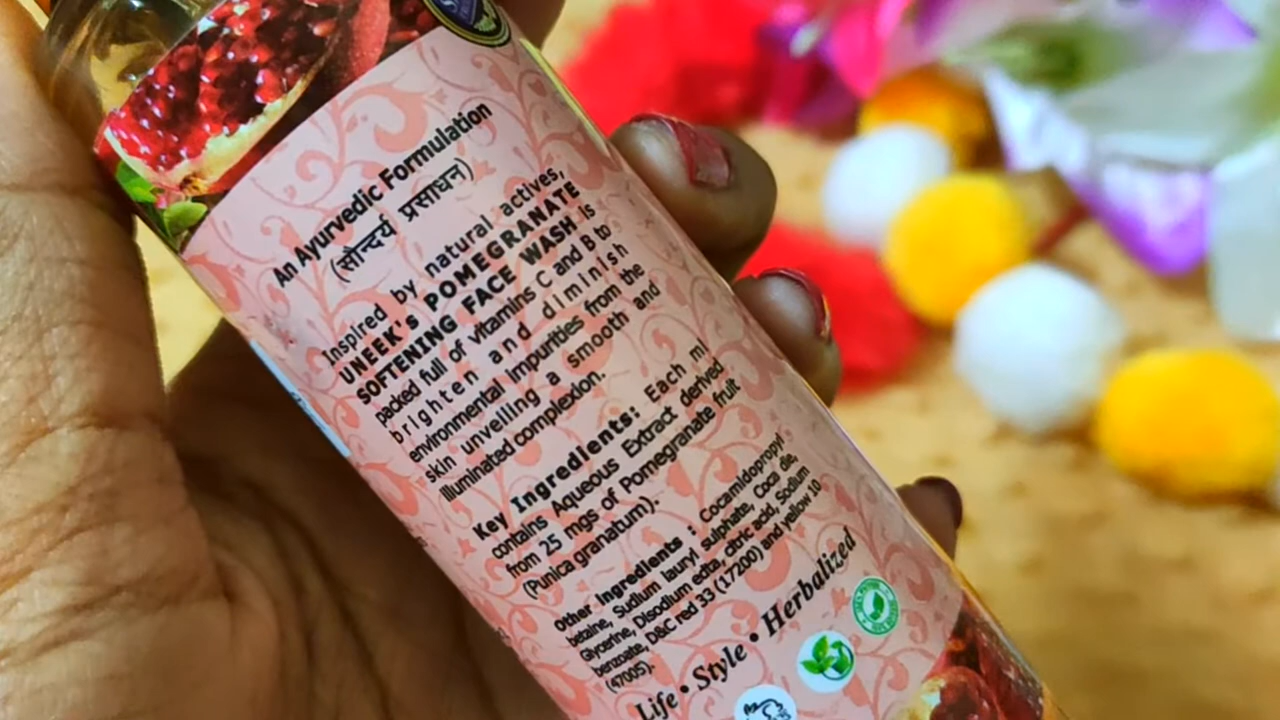 An Ayurvedic Formulation
(सौन्दर्य प्रसाधन)
Inspired by natural actives,
UNEEK's POMEGRANATE
SOFTENING FACE WASH is
packed full of vitamins C and B to
brighten and diminish
environmental impurities from the
skin unveiling a smooth and
illuminated complexion.
Key Ingredients: Each ml
contains Aqueous Extract derived
from 25 mgs of Pomegranate fruit
(Punica granatum).
Other ingredients : Cocamidopropyl
betaine, Sudium lauryl sulphate, Coca die,
Glycerine, Disodium edta, citric acid, Sodium
benzoate, D&C red 33 (17200) and yellow 10
(47005).
Life • Style • Herbalized